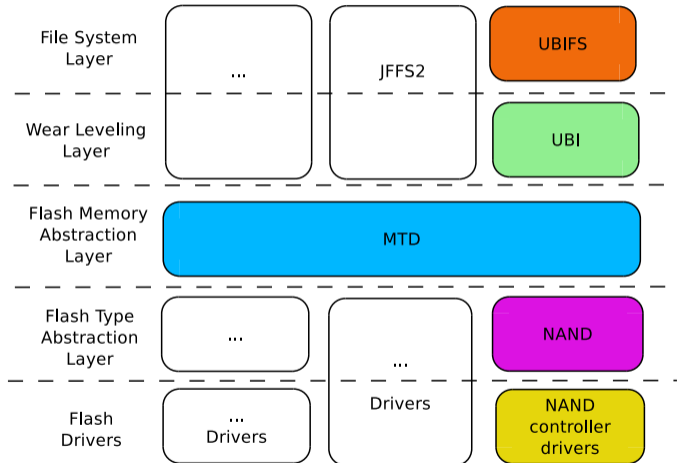 File System
Layer
...
JFFS2
UBIFS
Wear Leveling
Layer
UBI
Flash Memory
Abstraction
Layer
MTD
Flash Type
Abstraction
Layer
...
...
NAND
Flash
Drivers
...
Drivers
Drivers
NAND
controller
drivers